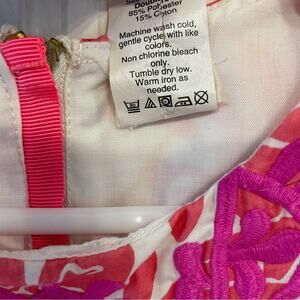 85% Polyester
15% Cotton
Machine wash cold,
gentle cycle with like
colors.
Non chlorine bleach
only.
Tumble dry low.
Warm iron as
needed.